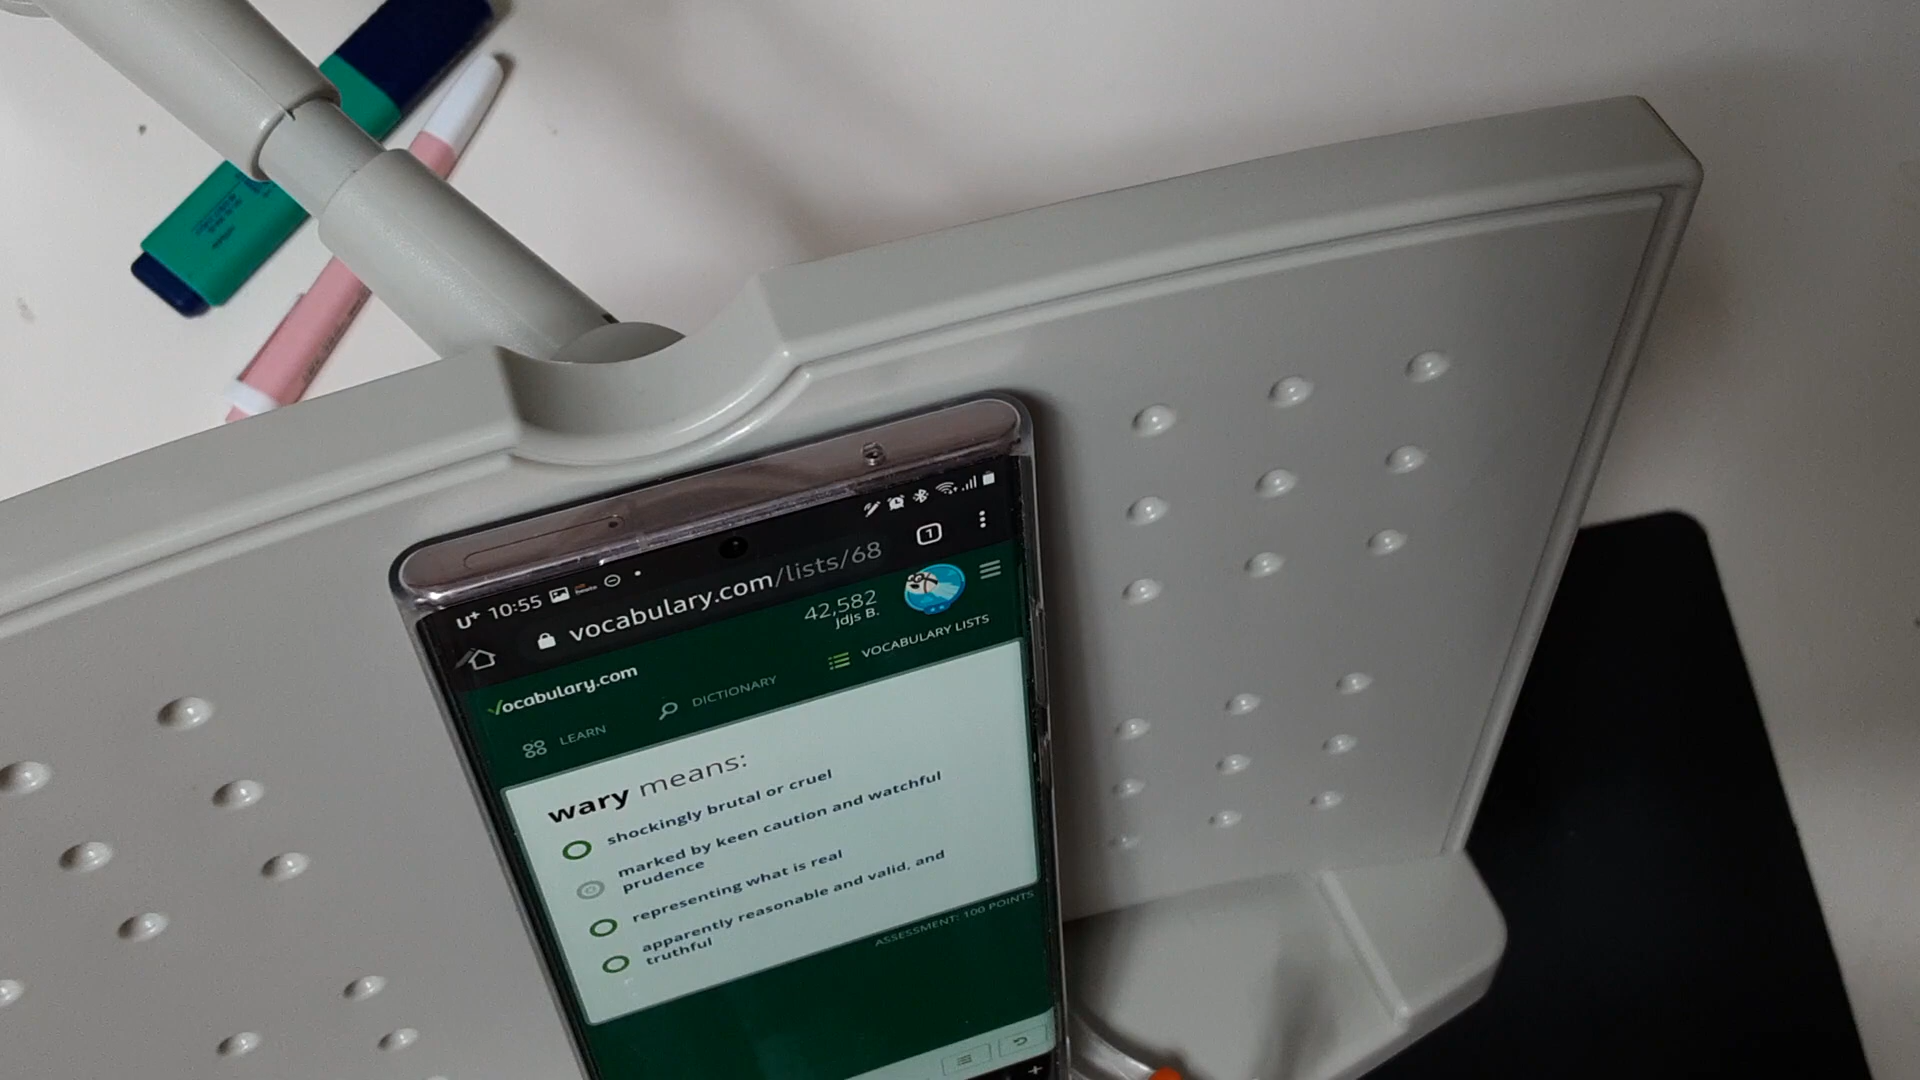 U+ 10:55
vocabulary.com/lists/68
1
42,582
jdjs B.
Vocabulary.com
LEARN
DICTIONARY
VOCABULARY LISTS
wary means:
shockingly brutal or cruel
marked by keen caution and watchful
prudence
representing what is real
apparently reasonable and valid, and
truthful
ASSESSMENT: 100 POINTS